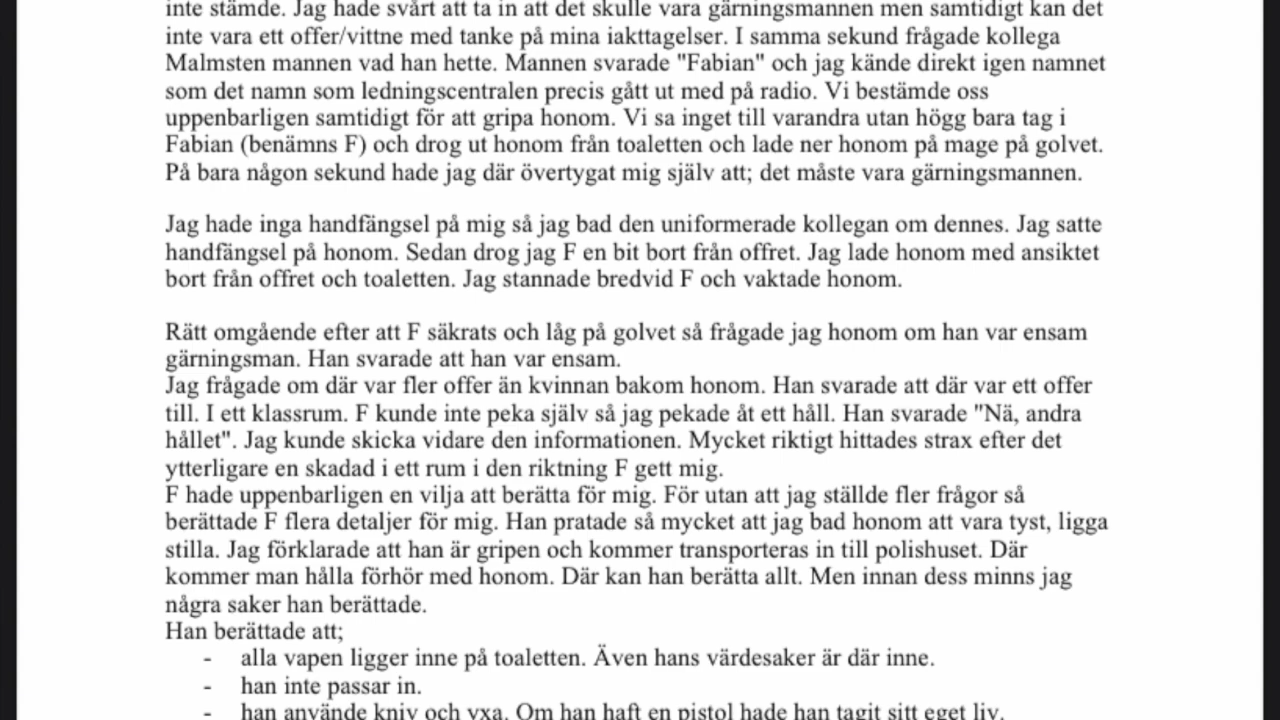 inte stämde. Jag hade svårt att ta in att det skulle vara gärningsmannen men samtidigt kan det
inte vara ett offer/vittne med tanke på mina iakttagelser. I samma sekund frågade kollega
Malmsten mannen vad han hette. Mannen svarade "Fabian" och jag kände direkt igen namnet
som det namn som ledningscentralen precis gått ut med på radio. Vi bestämde oss
uppenbarligen samtidigt för att gripa honom. Vi sa inget till varandra utan högg bara tag i
Fabian (benämns F) och drog ut honom från toaletten och lade ner honom på mage på golvet.
På bara någon sekund hade jag där övertygat mig själv att; det måste vara gärningsmannen.
Jag hade inga handfängsel på mig så jag bad den uniformerade kollegan om dennes. Jag satte
handfängsel på honom. Sedan drog jag F en bit bort från offret. Jag lade honom med ansiktet
bort från offret och toaletten. Jag stannade bredvid F och vaktade honom.
Rätt omgående efter att F säkrats och låg på golvet så frågade jag honom om han var ensam
gärningsman. Han svarade att han var ensam.
Jag frågade om där var fler offer än kvinnan bakom honom. Han svarade att där var ett offer
till. I ett klassrum. F kunde inte peka själv så jag pekade åt ett håll. Han svarade "Nä, andra
hållet". Jag kunde skicka vidare den informationen. Mycket riktigt hittades strax efter det
ytterligare en skadad i ett rum i den riktning F gett mig.
F hade uppenbarligen en vilja att berätta för mig. För utan att jag ställde fler frågor så
berättade F flera detaljer för mig. Han pratade så mycket att jag bad honom att vara tyst, ligga
stilla. Jag förklarade att han är gripen och kommer transporteras in till polishuset. Där
kommer man hålla förhör med honom. Där kan han berätta allt. Men innan dess minns jag
några saker han berättade.
Han berättade att;
- alla vapen ligger inne på toaletten. Även hans värdesaker är där inne.
- han inte passar in.
- han använde kniv och yxa. Om han haft en pistol hade han tagit sitt eget liv.